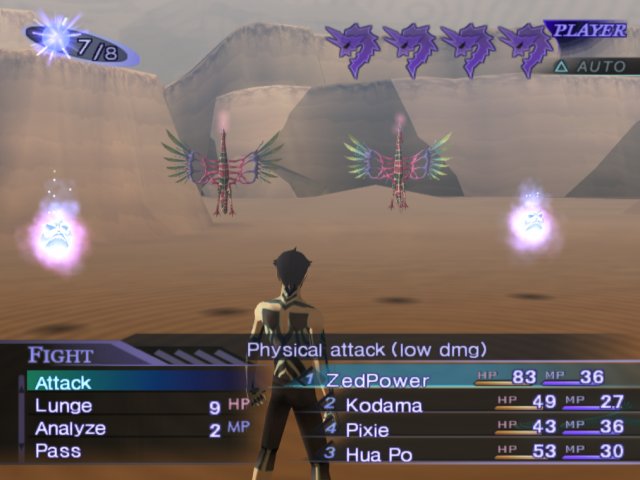 7/8
PLAYER
△ AUTO
FIGHT
Physical attack (low dmg)
Attack
Lunge 9 HP
Analyze 2 MP
Pass
1 ZedPower HP 83 MP 36
2 Kodama HP 49 MP 27
4 Pixie HP 43 MP 36
3 Hua Po HP 53 MP 30